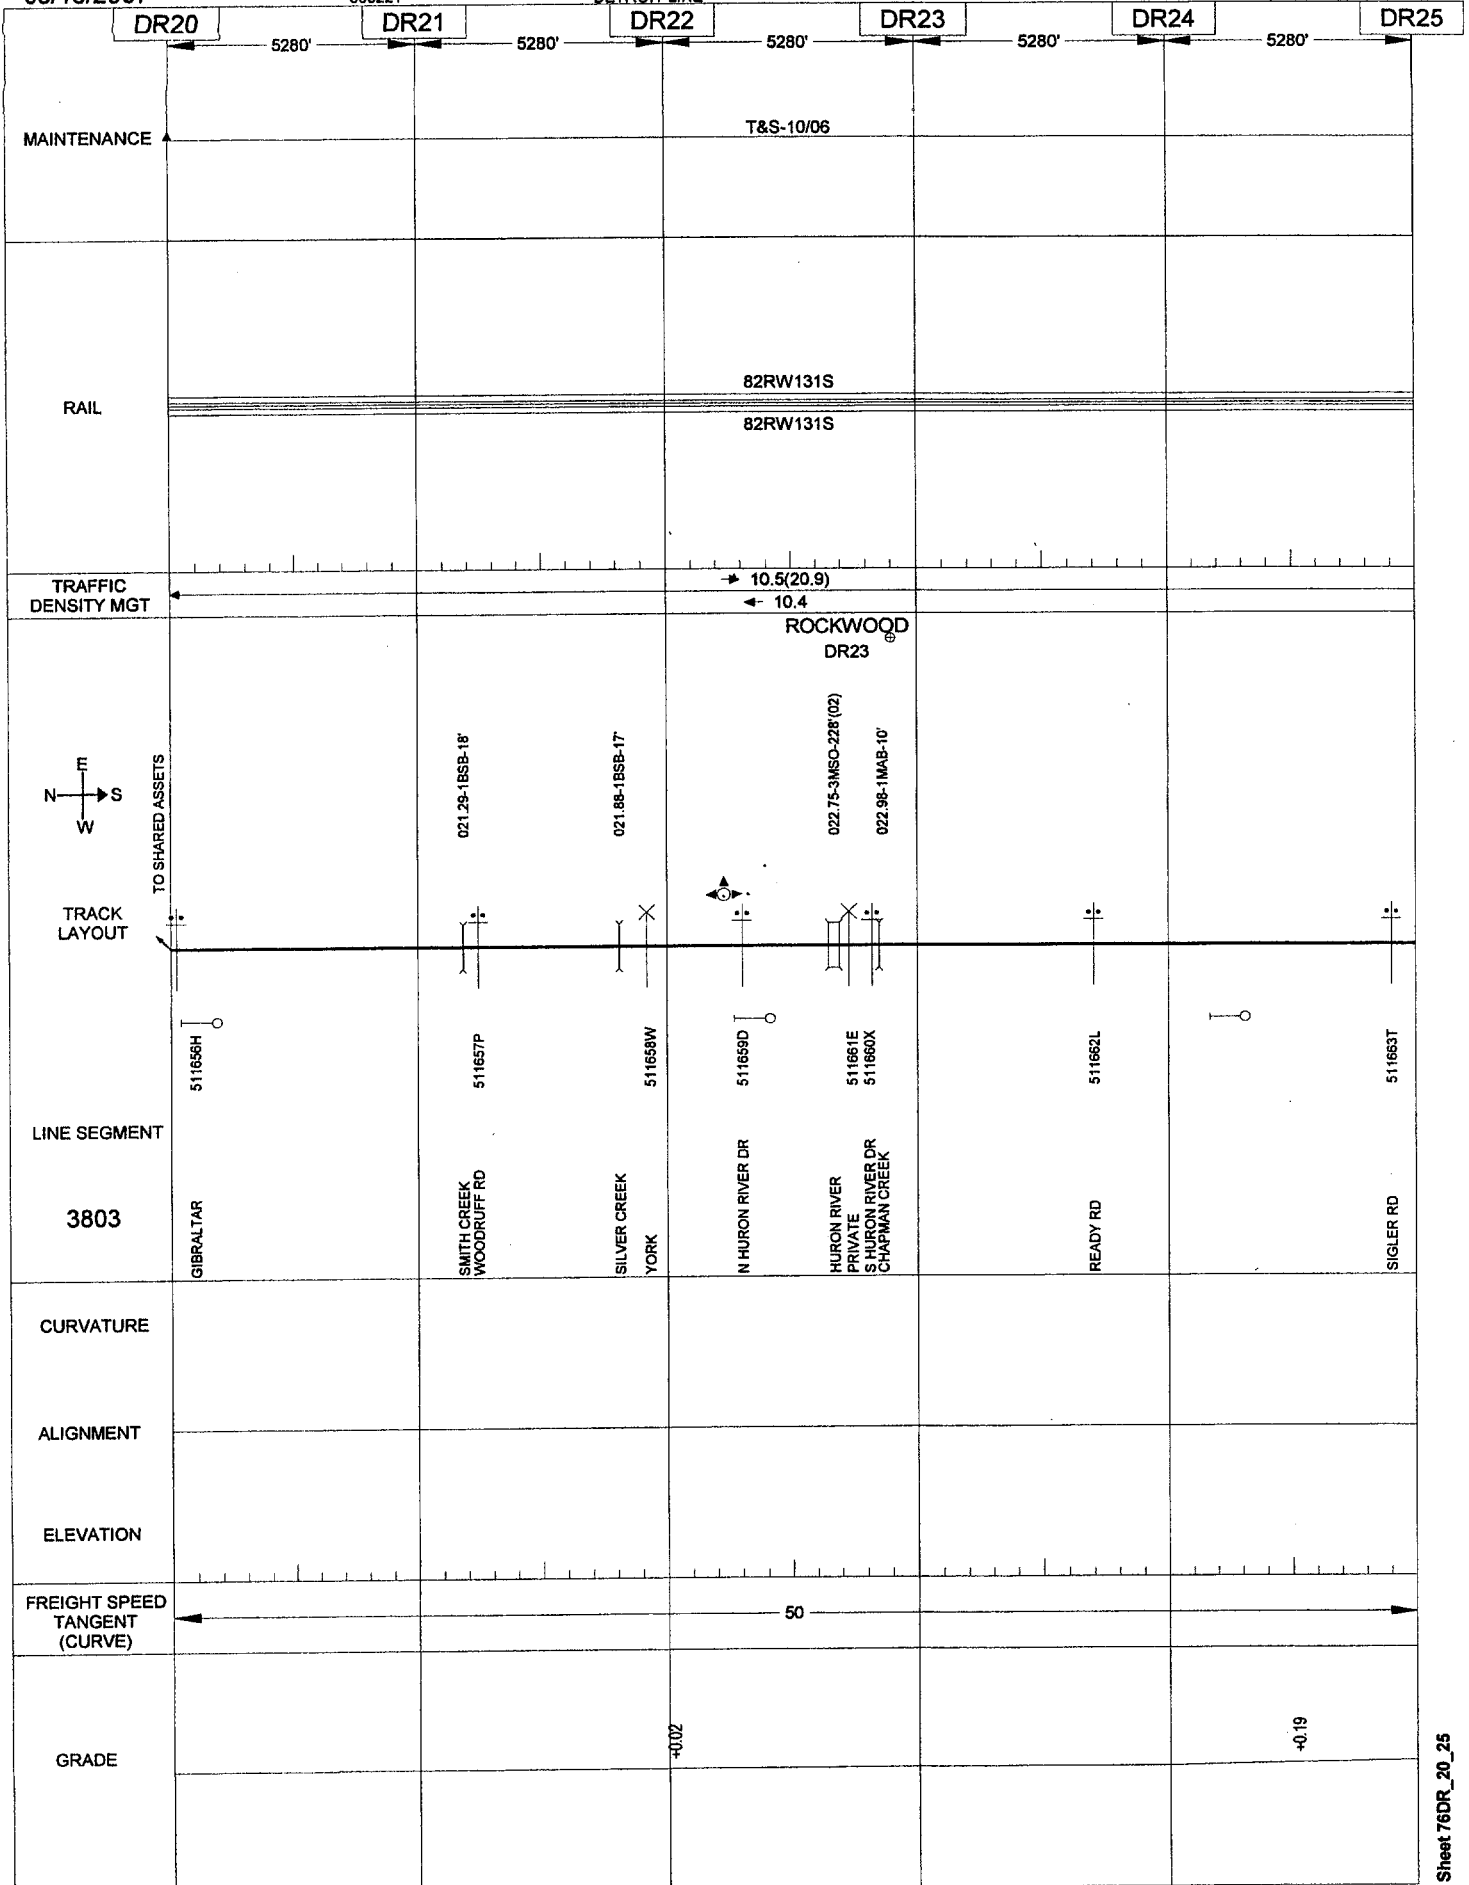 DR20
DR21
DR22
DR23
DR24
DR25
5280'
5280'
5280'
5280'
5280'
MAINTENANCE
T&S-10/06
RAIL
82RW131S
82RW131S
TRAFFIC
DENSITY MGT
10.5(20.9)
10.4
ROCKWOOD
DR23
E
N
S
W
TO SHARED ASSETS
021.29-1BSB-18'
021.88-1BSB-17'
022.75-3MSO-228'(02)
022.98-1MAB-10'
TRACK
LAYOUT
511656H
511657P
511658W
511659D
511661E
511660X
511662L
511663T
LINE SEGMENT
3803
GIBRALTAR
SMITH CREEK
WOODRUFF RD
SILVER CREEK
YORK
N HURON RIVER DR
HURON RIVER
PRIVATE
S HURON RIVER DR
CHAPMAN CREEK
READY RD
SIGLER RD
CURVATURE
ALIGNMENT
ELEVATION
FREIGHT SPEED
TANGENT
(CURVE)
50
GRADE
+0.02
+0.19
Sheet 76DR_20_25